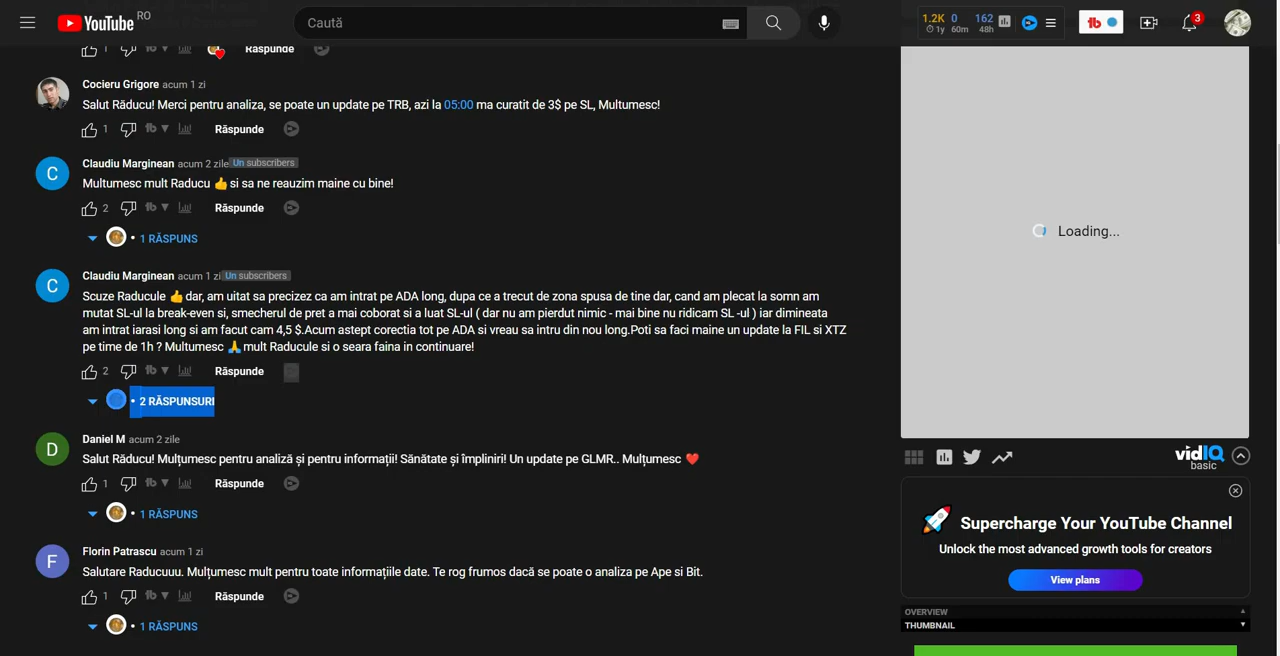 YouTube RO
Caută
1.2K 0 162
1y 60m 48h
3
1 Răspunde
Cocieru Grigore acum 1 zi
Salut Răducu! Merci pentru analiza, se poate un update pe TRB, azi la 05:00 ma curatit de 3$ pe SL, Multumesc!
1 Răspunde
Claudiu Marginean acum 2 zile Un subscribers
Multumesc mult Raducu 👍 si sa ne reauzim maine cu bine!
2 Răspunde
• 1 RĂSPUNS
Claudiu Marginean acum 1 zi Un subscribers
Scuze Raducule 👍 dar, am uitat sa precizez ca am intrat pe ADA long, dupa ce a trecut de zona spusa de tine dar, cand am plecat la somn am
mutat SL-ul la break-even si, smecherul de pret a mai coborat si a luat SL-ul ( dar nu am pierdut nimic - mai bine nu ridicam SL -ul ) iar dimineata
am intrat iarasi long si am facut cam 4,5 $.Acum astept corectia tot pe ADA si vreau sa intru din nou long.Poti sa faci maine un update la FIL si XTZ
pe time de 1h ? Multumesc 🙏 mult Raducule si o seara faina in continuare!
2 Răspunde
• 2 RĂSPUNSURI
Daniel M acum 2 zile
Salut Răducu! Mulțumesc pentru analiză și pentru informații! Sănătate și împliniri! Un update pe GLMR.. Mulțumesc ❤️
1 Răspunde
• 1 RĂSPUNS
Florin Patrascu acum 1 zi
Salutare Raducuuu. Mulțumesc mult pentru toate informațiile date. Te rog frumos dacă se poate o analiza pe Ape si Bit.
1 Răspunde
• 1 RĂSPUNS
Loading...
vidIQ
basic
Supercharge Your YouTube Channel
Unlock the most advanced growth tools for creators
View plans
OVERVIEW
THUMBNAIL